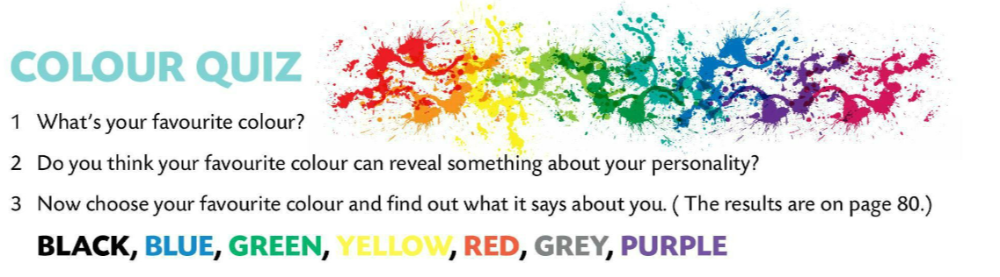 COLOUR QUIZ
1 What's your favourite colour?
2 Do you think your favourite colour can reveal something about your personality?
3 Now choose your favourite colour and find out what it says about you. ( The results are on page 80.)
BLACK, BLUE, GREEN, YELLOW, RED, GREY, PURPLE